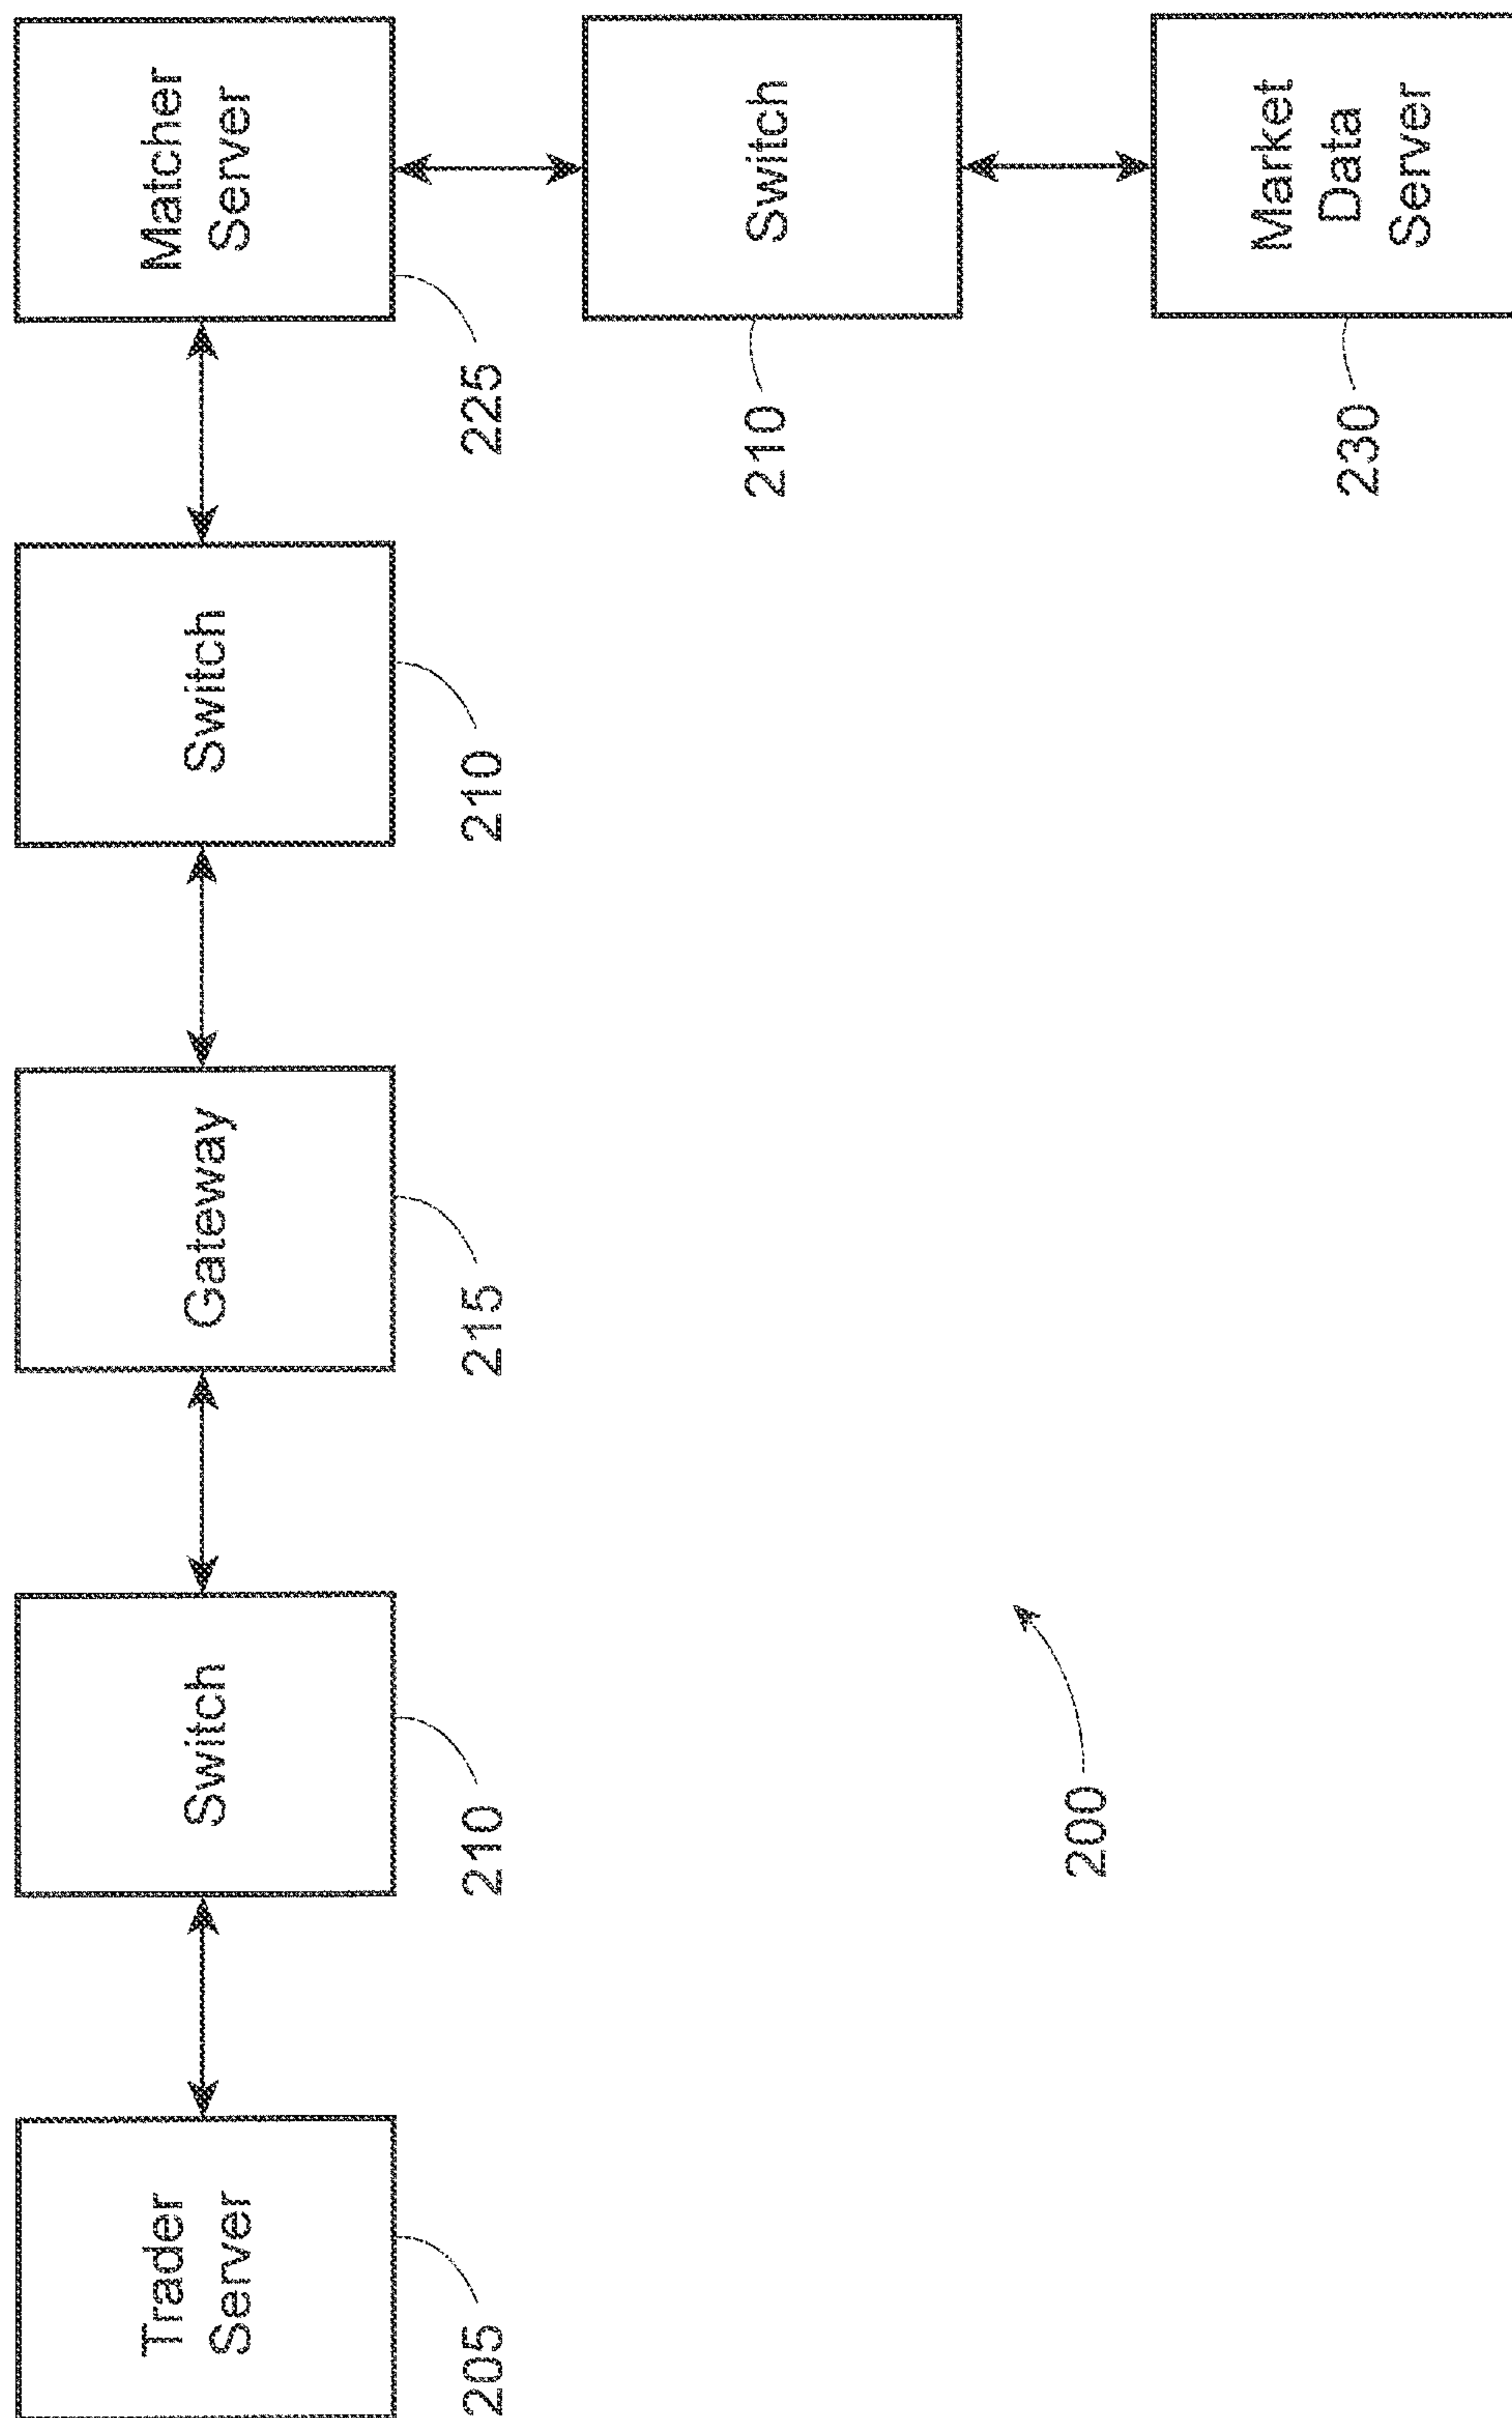 Trader
Server
205
Switch
210
Gateway
215
Switch
210
Matcher
Server
225
Switch
210
Market
Data
Server
230
200